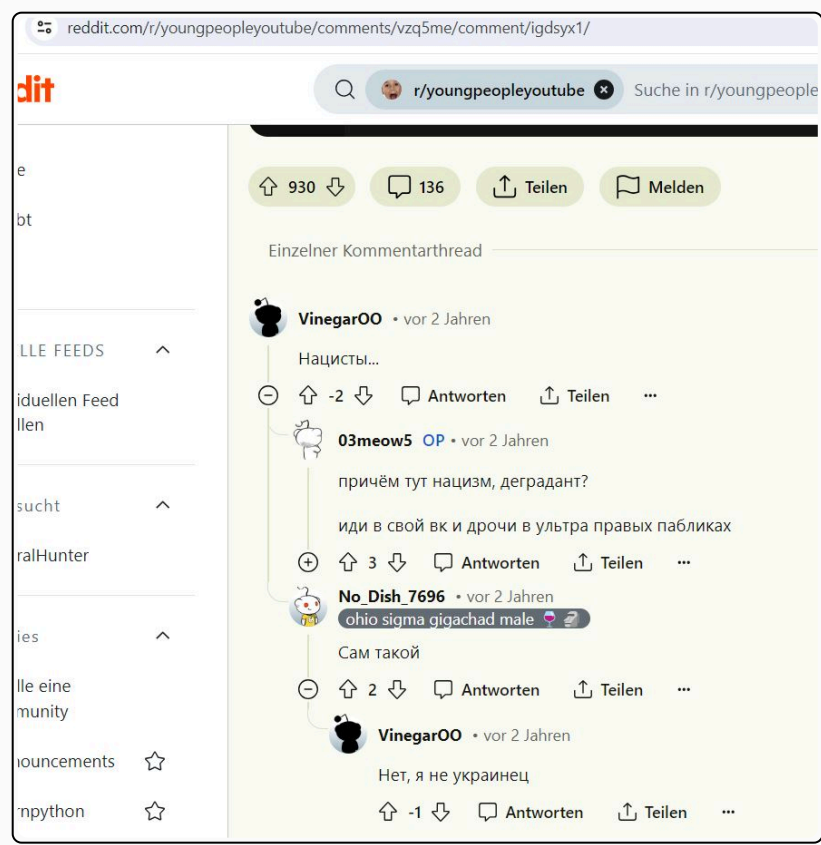 reddit.com/r/youngpeopleyoutube/comments/vzq5me/comment/igdsyx1/
dit
r/youngpeopleyoutube Suche in r/youngpeople
e
930 136 Teilen Melden
bt
Einzelner Kommentarthread
VinegarOO • vor 2 Jahren
LLE FEEDS
Нацисты...
iduellen Feed
llen
-2 Antworten Teilen ...
03meow5 OP • vor 2 Jahren
причём тут нацизм, деградант?
sucht
иди в свой вк и дрочи в ультра правых пабликах
ralHunter
3 Antworten Teilen ...
No_Dish_7696 • vor 2 Jahren
ohio sigma gigachad male 🍷 🗿
ies
Сам такой
lle eine
munity
2 Antworten Teilen ...
VinegarOO • vor 2 Jahren
nouncements
Нет, я не украинец
rnpython
-1 Antworten Teilen ...